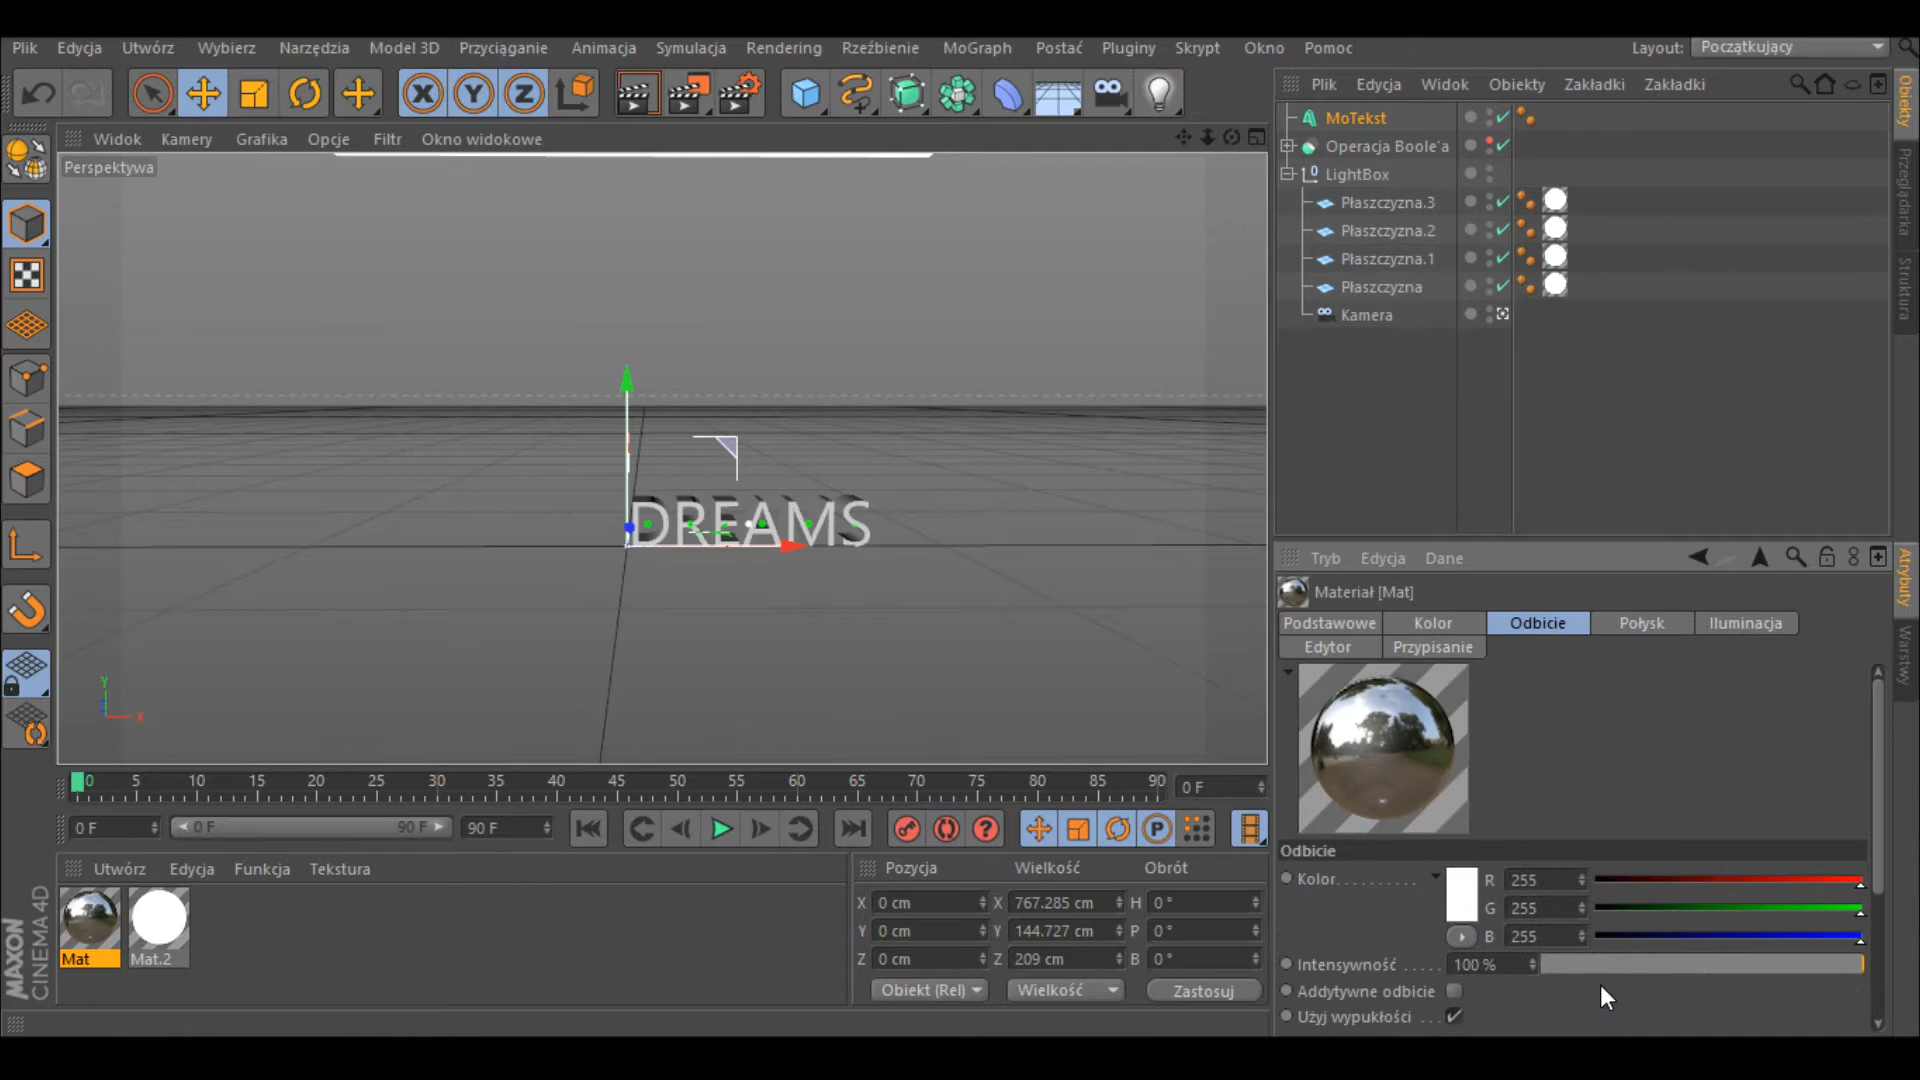 Plik Edycja Utwórz Wybierz Narzędzia Model 3D Przyciąganie Animacja Symulacja Rendering Rzeźbienie MoGraph Postać Pluginy Skrypt Okno Pomoc Layout: Początkujący
Widok Kamery Grafika Opcje Filtr Okno widokowe
Perspektywa
DREAMS
Y
Z
X
0 5 10 15 20 25 30 35 40 45 50 55 60 65 70 75 80 85 90 0 F
0 F 0 F 90 F 90 F P
Utwórz Edycja Funkcja Tekstura
Mat Mat.2
MAXON
CINEMA 4D
Pozycja Wielkość Obrót
X 0 cm X 767.285 cm H 0 °
Y 0 cm Y 144.727 cm P 0 °
Z 0 cm Z 209 cm B 0 °
Obiekt (Rel) Wielkość Zastosuj
Plik Edycja Widok Obiekty Zakładki Zakładki
MoTekst
Operacja Boole'a
LightBox
Płaszczyzna.3
Płaszczyzna.2
Płaszczyzna.1
Płaszczyzna
Kamera
Obiekty
Przeglądarka
Struktura
Tryb Edycja Dane
Materiał [Mat]
Podstawowe Kolor Odbicie Połysk Iluminacja
Edytor Przypisanie
Odbicie
Kolor R 255
G 255
B 255
Intensywność 100 %
Addytywne odbicie
Użyj wypukłości
Atrybuty
Warstwy